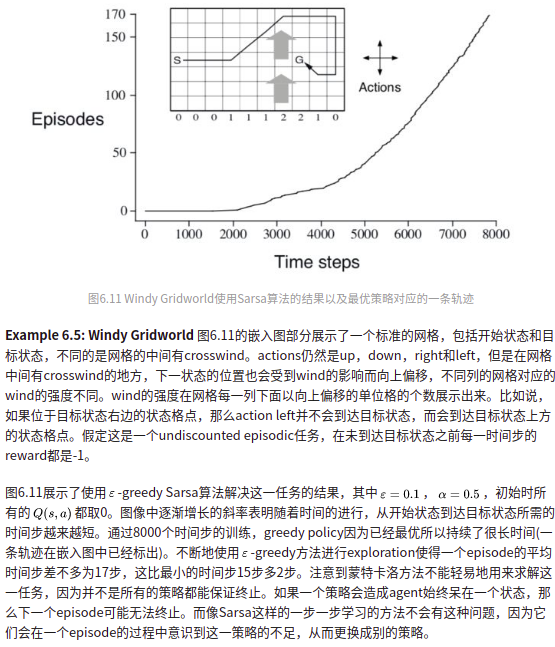 170
150
100
50
0
Episodes
S
G
0 0 0 1 1 1 2 2 1 0
Actions
0 1000 2000 3000 4000 5000 6000 7000 8000
Time steps
图6.11 Windy Gridworld使用Sarsa算法的结果以及最优策略对应的一条轨迹
Example 6.5: Windy Gridworld 图6.11的嵌入图部分展示了一个标准的网格，包括开始状态和目
标状态，不同的是网格的中间有crosswind。actions仍然是up，down，right和left，但是在网格
中间有crosswind的地方，下一状态的位置也会受到wind的影响而向上偏移，不同列的网格对应的
wind的强度不同。wind的强度在网格每一列下面以向上偏移的单位格的个数展示出来。比如说，
如果位于目标状态右边的状态格点，那么action left并不会到达目标状态，而会到达目标状态上方
的状态格点。假定这是一个undiscounted episodic任务，在未到达目标状态之前每一时间步的
reward都是-1。
图6.11展示了使用 ε -greedy Sarsa算法解决这一任务的结果，其中 ε = 0.1 ， α = 0.5 ，初始时所
有的 Q(s, a) 都取0。图像中逐渐增长的斜率表明随着时间的进行，从开始状态到达目标状态所需的
时间步越来越短。通过8000个时间步的训练，greedy policy因为已经最优所以持续了很长时间(一
条轨迹在嵌入图中已经标出)。不断地使用 ε -greedy方法进行exploration使得一个episode的平均
时间步差不多为17步，这比最小的时间步15步多2步。注意到蒙特卡洛方法不能轻易地用来求解这
一任务，因为并不是所有的策略都能保证终止。如果一个策略会造成agent始终呆在一个状态，那
么下一个episode可能无法终止。而像Sarsa这样的一步一步学习的方法不会有这种问题，因为它
们会在一个episode的过程中意识到这一策略的不足，从而更换成别的策略。